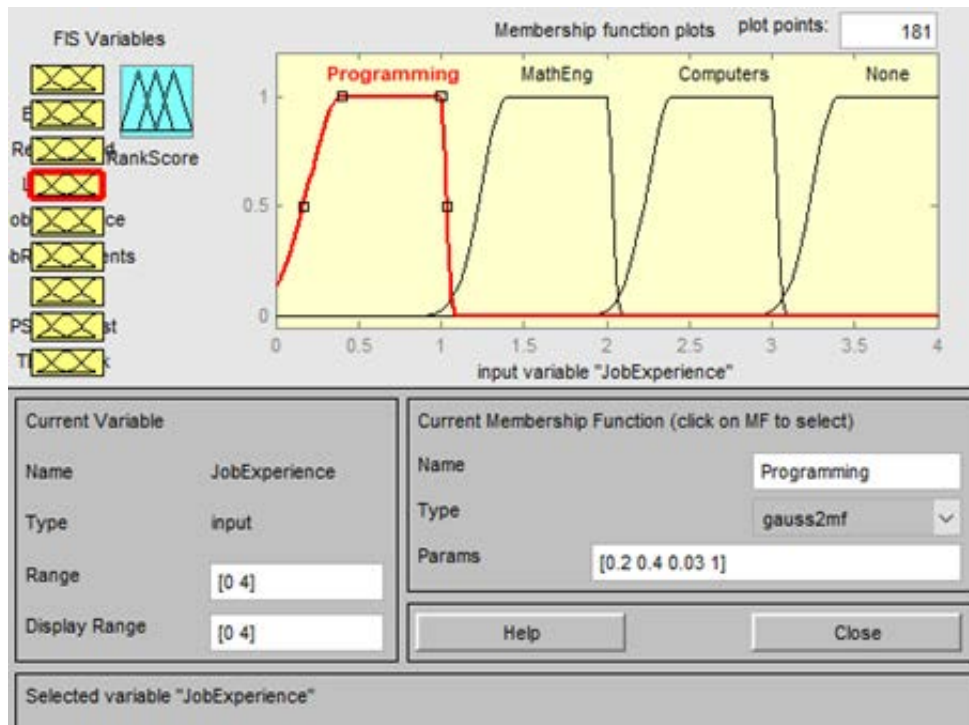 FIS Variables
Membership function plots
plot points:
181
Programming
MathEng
Computers
None
RankScore
1
0.5
0
0
0.5
1
1.5
2
2.5
3
3.5
4
input variable "JobExperience"
Current Variable
Name
JobExperience
Type
input
Range
[0 4]
Display Range
[0 4]
Current Membership Function (click on MF to select)
Name
Programming
Type
gauss2mf
Params
[0.2 0.4 0.03 1]
Help
Close
Selected variable "JobExperience"